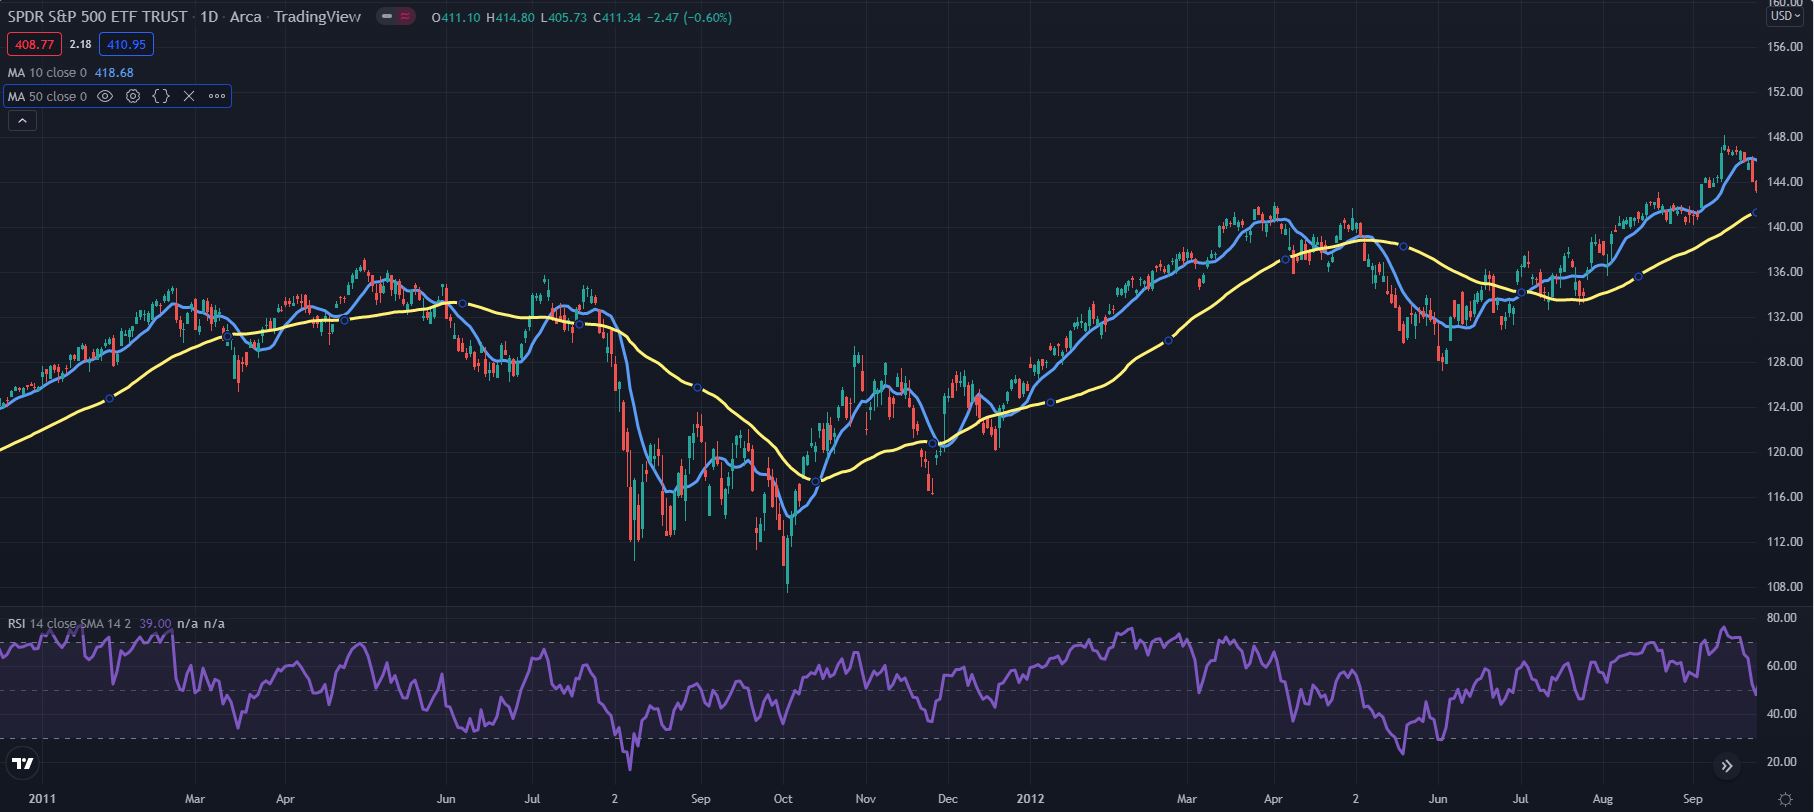 SPDR S&P 500 ETF TRUST · 1D · Arca · TradingView O411.10 H414.80 L405.73 C411.34 −2.47 (−0.60%)
408.77 2.18 410.95
MA 10 close 0 418.68
MA 50 close 0
160.00
USD
156.00
152.00
148.00
144.00
140.00
136.00
132.00
128.00
124.00
120.00
116.00
112.00
108.00
RSI 14 close SMA 14 2 39.00 n/a n/a
80.00
60.00
40.00
20.00
2011 Mar Apr Jun Jul 2 Sep Oct Nov Dec 2012 Mar Apr 2 Jun Jul Aug Sep